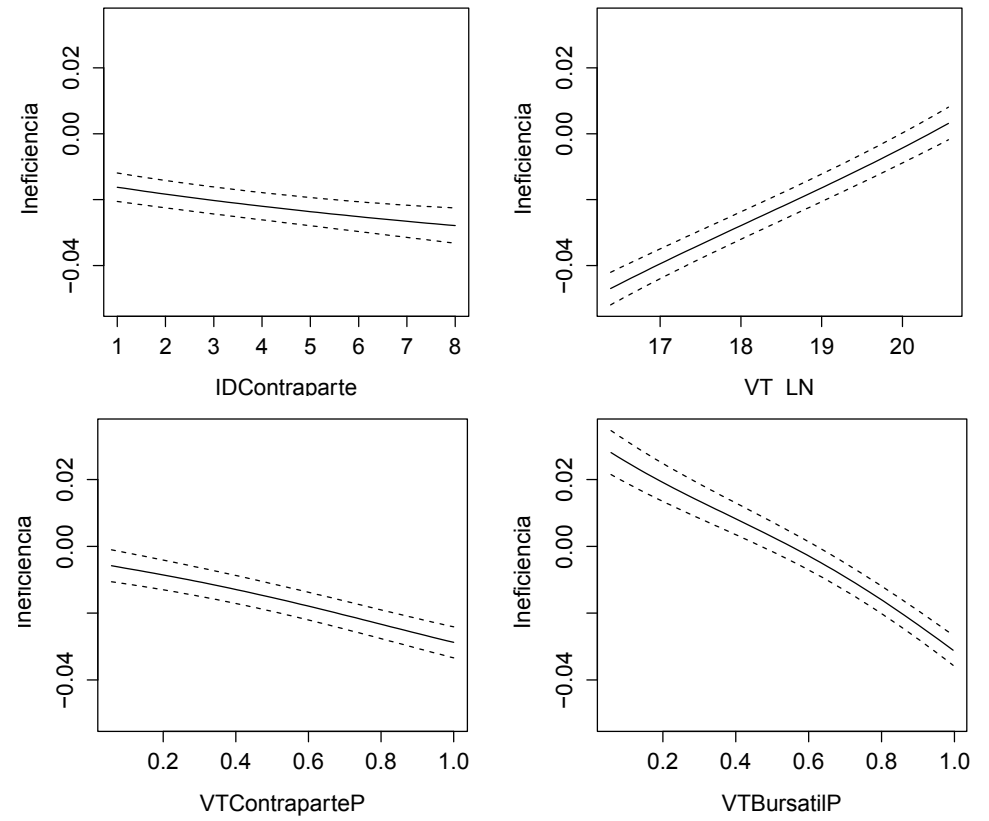 Ineficiencia
0.02
0.00
−0.04
1 2 3 4 5 6 7 8
IDContraparte
Ineficiencia
0.02
0.00
−0.04
17 18 19 20
VT LN
Ineficiencia
0.02
0.00
−0.04
0.2 0.4 0.6 0.8 1.0
VTContraparteP
Ineficiencia
0.02
0.00
−0.04
0.2 0.4 0.6 0.8 1.0
VTBursatilP